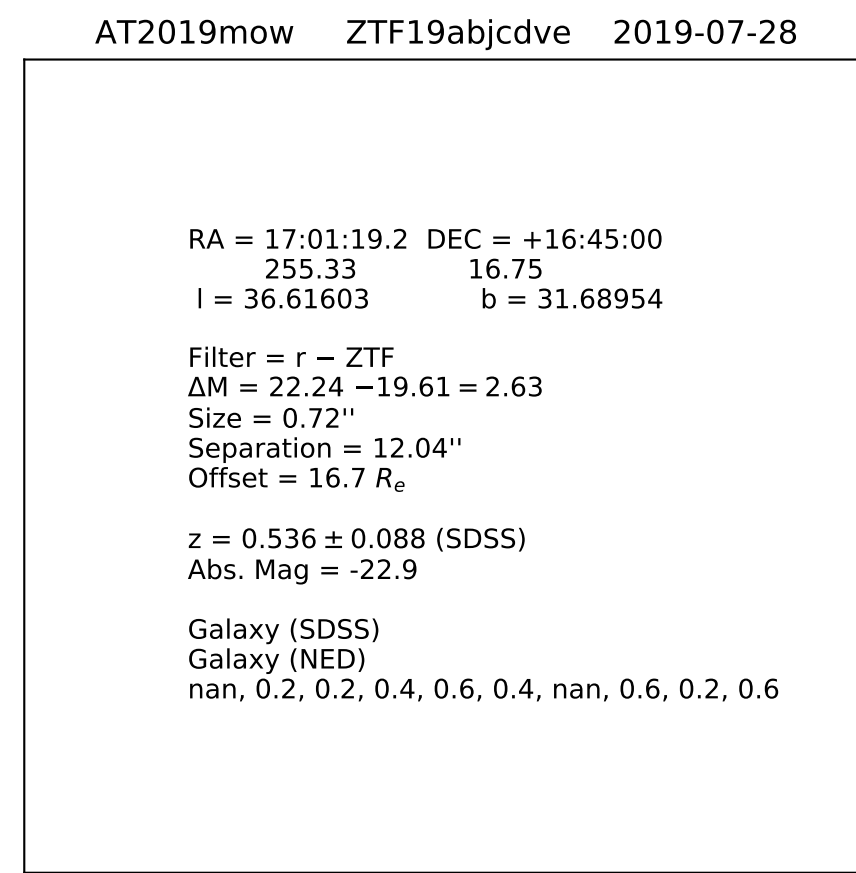 AT2019mow ZTF19abjcdve 2019-07-28
RA = 17:01:19.2 DEC = +16:45:00
255.33 16.75
l = 36.61603 b = 31.68954
Filter = r − ZTF
ΔM = 22.24 −19.61 = 2.63
Size = 0.72''
Separation = 12.04''
Offset = 16.7 Rₑ
z = 0.536 ± 0.088 (SDSS)
Abs. Mag = -22.9
Galaxy (SDSS)
Galaxy (NED)
nan, 0.2, 0.2, 0.4, 0.6, 0.4, nan, 0.6, 0.2, 0.6